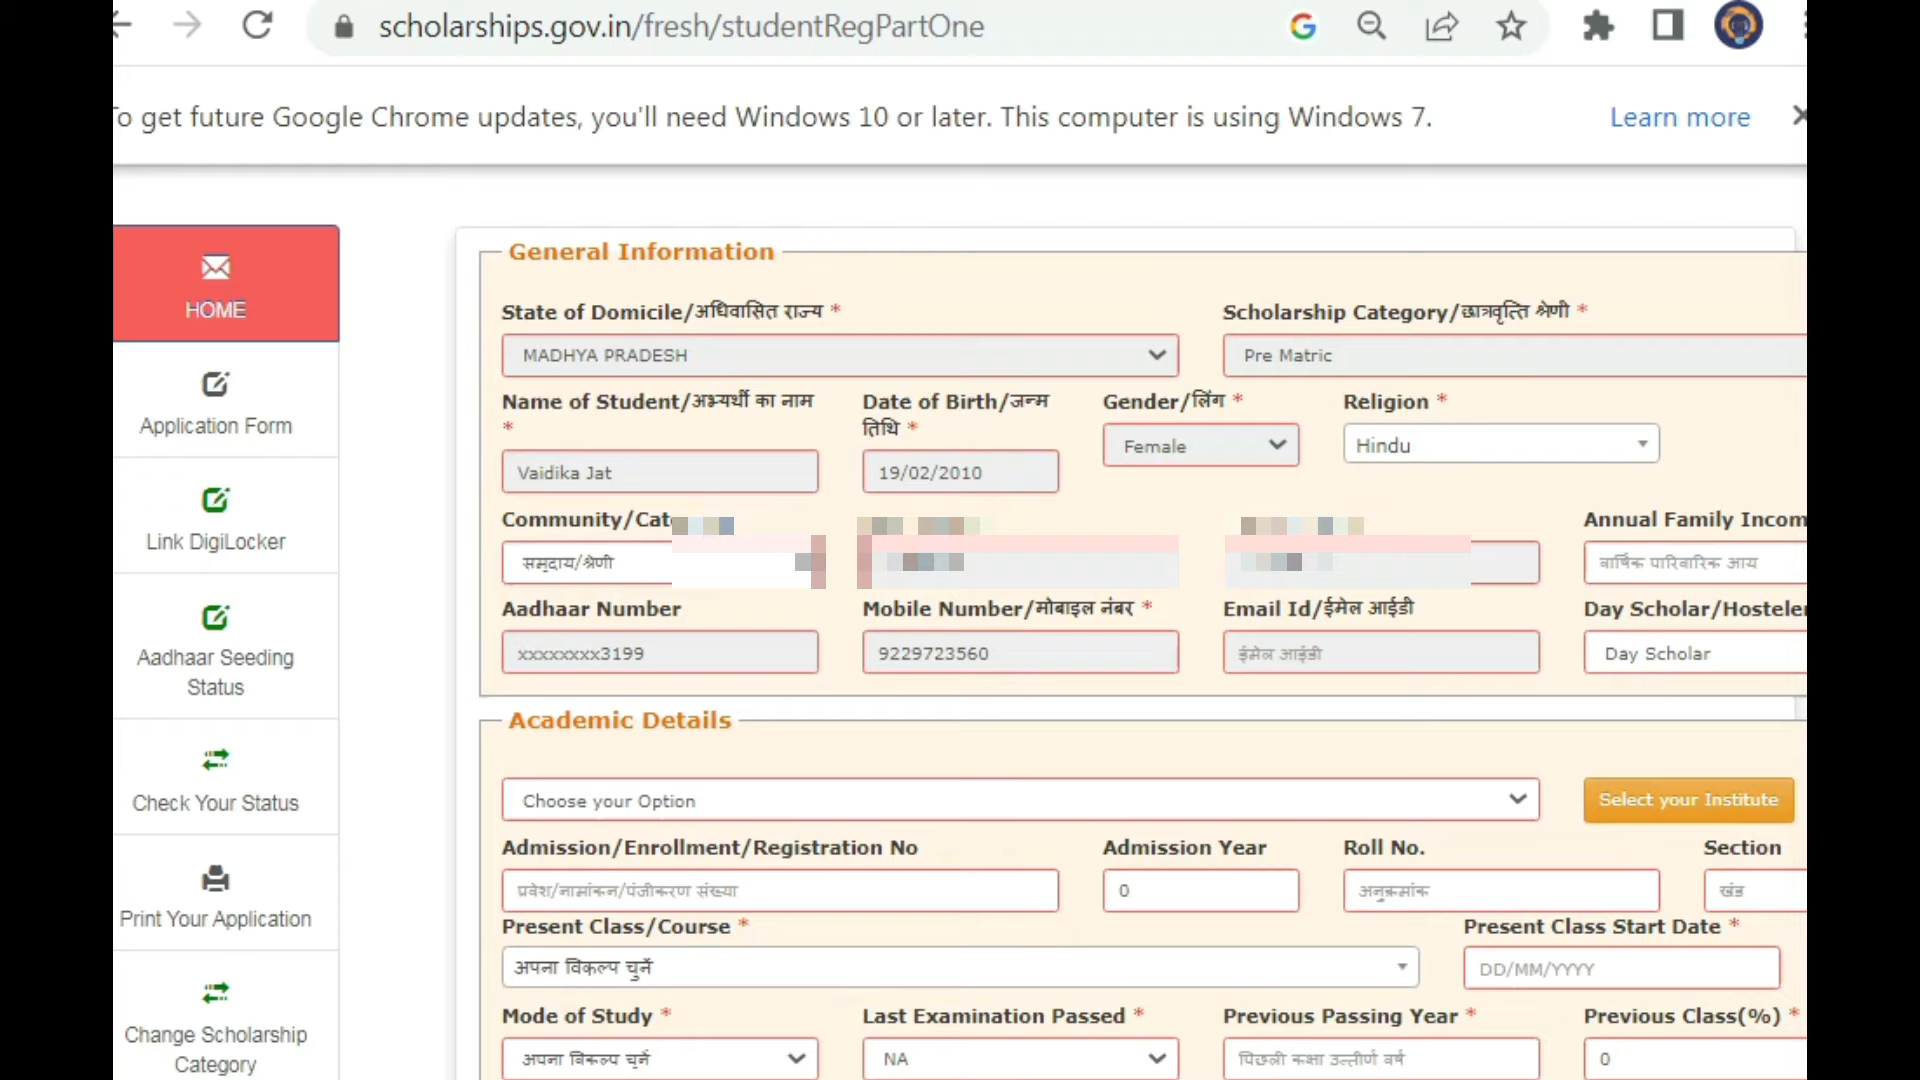 scholarships.gov.in/fresh/studentRegPartOne
To get future Google Chrome updates, you'll need Windows 10 or later. This computer is using Windows 7.
Learn more
HOME
Application Form
Link DigiLocker
Aadhaar Seeding
Status
Check Your Status
Print Your Application
Change Scholarship
Category
General Information
State of Domicile/अधिवासित राज्य *
Scholarship Category/छात्रवृत्ति श्रेणी *
MADHYA PRADESH
Pre Matric
Name of Student/अभ्यर्थी का नाम
*
Date of Birth/जन्म
तिथि *
Gender/लिंग *
Religion *
Vaidika Jat
19/02/2010
Female
Hindu
Community/Cat
Annual Family Incom
समुदाय/श्रेणी
वार्षिक पारिवारिक आय
Aadhaar Number
Mobile Number/मोबाइल नंबर *
Email Id/ईमेल आईडी
Day Scholar/Hosteler
xxxxxxxx3199
9229723560
ईमेल आईडी
Day Scholar
Academic Details
Choose your Option
Select your Institute
Admission/Enrollment/Registration No
Admission Year
Roll No.
Section
प्रवेश/नामांकन/पंजीकरण संख्या
0
अनुक्रमांक
खंड
Present Class/Course *
Present Class Start Date *
अपना विकल्प चुनें
DD/MM/YYYY
Mode of Study *
Last Examination Passed *
Previous Passing Year *
Previous Class(%) *
अपना विकल्प चुनें
NA
पिछली कक्षा उत्तीर्ण वर्ष
0